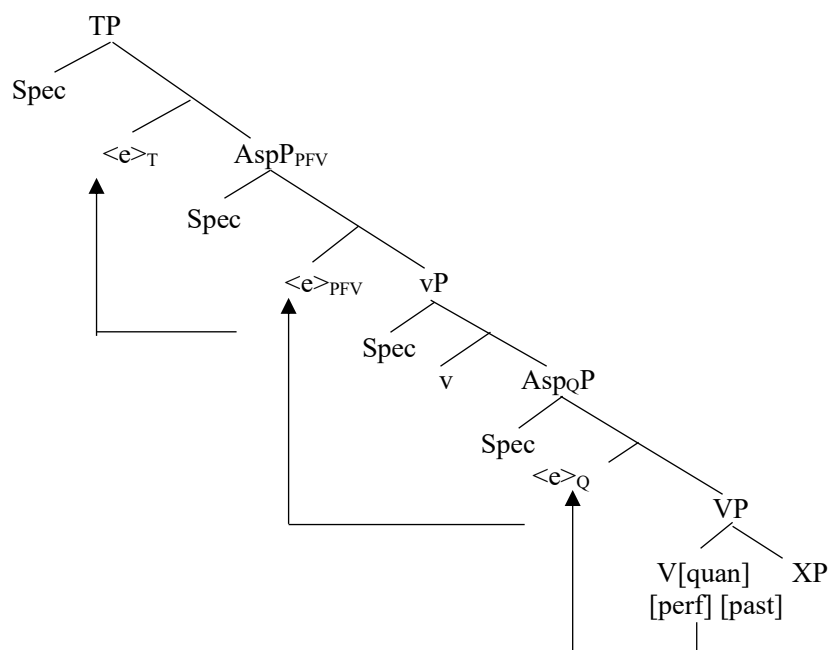 TP
Spec
<e>T AspPPFV
Spec
<e>PFV vP
Spec
v AspQP
Spec
<e>Q
VP
V[quan] XP
[perf] [past]